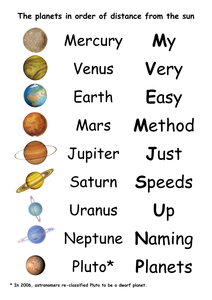 The planets in order of distance from the sun
Mercury My
Venus Very
Earth Easy
Mars Method
Jupiter Just
Saturn Speeds
Uranus Up
Neptune Naming
Pluto* Planets
* In 2006, astronomers re-classified Pluto to be a dwarf planet.